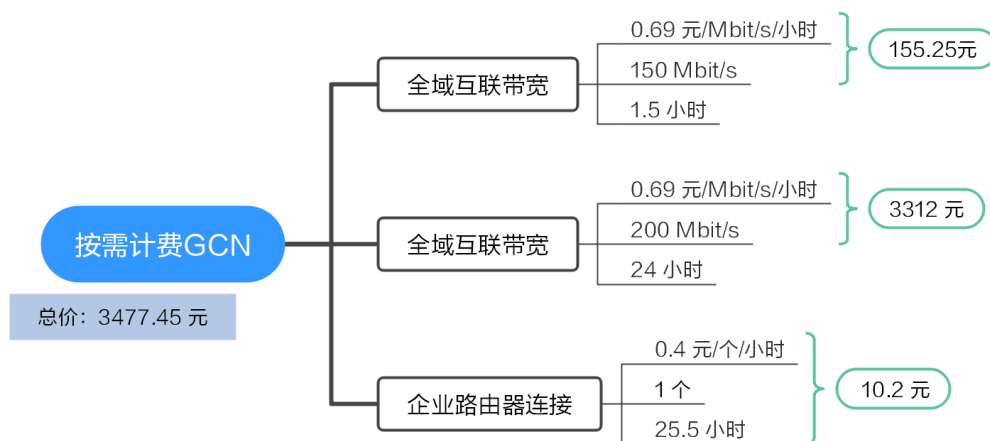 0.69 元/Mbit/s/小时
155.25元
全域互联带宽
150 Mbit/s
1.5 小时
0.69 元/Mbit/s/小时
3312 元
全域互联带宽
200 Mbit/s
24 小时
按需计费GCN
总价：3477.45 元
0.4 元/个/小时
10.2 元
企业路由器连接
1 个
25.5 小时